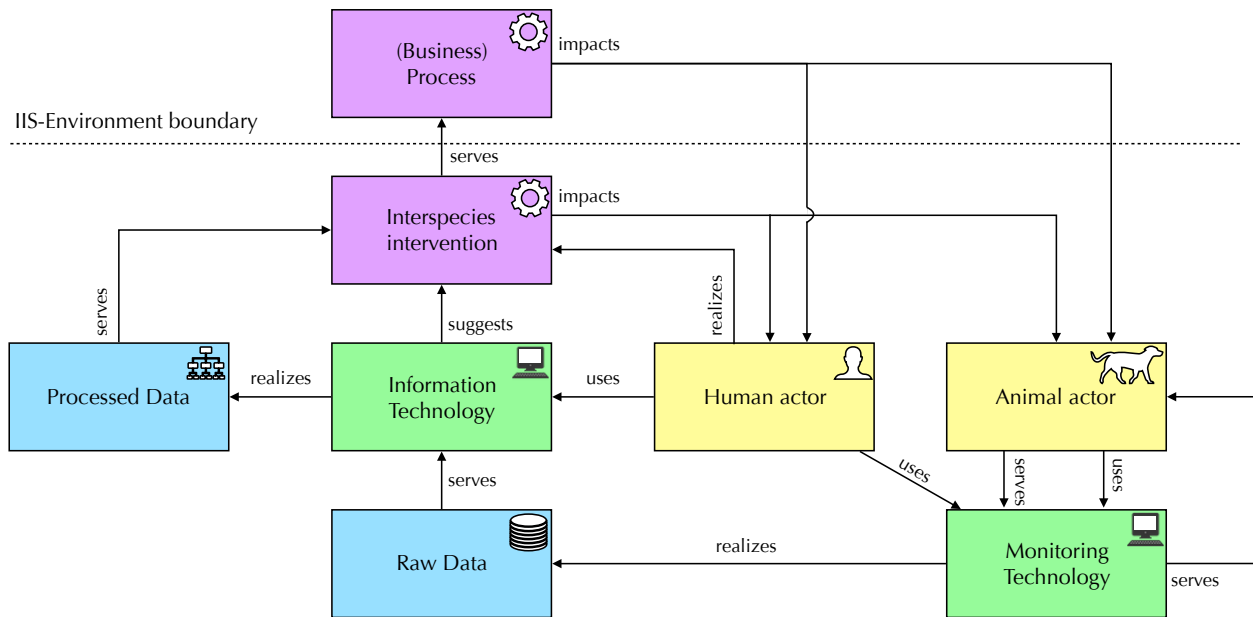 (Business)
Process
impacts
IIS-Environment boundary
serves
Interspecies
intervention
impacts
serves
realizes
suggests
Processed Data
realizes
Information
Technology
uses
Human actor
Animal actor
serves
uses
serves
uses
Raw Data
realizes
Monitoring
Technology
serves